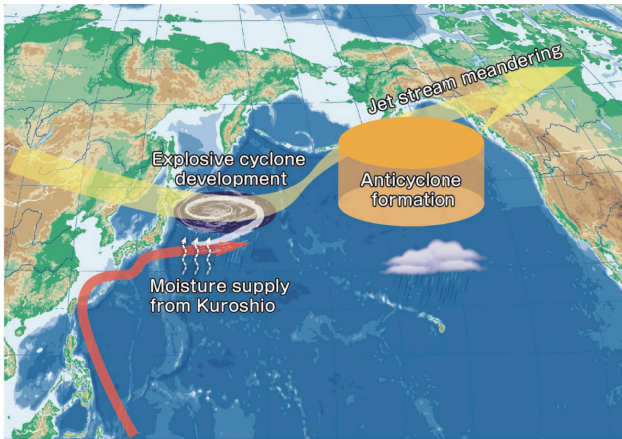 Jet stream meandering
Explosive cyclone
development
Anticyclone
formation
Moisture supply
from Kuroshio